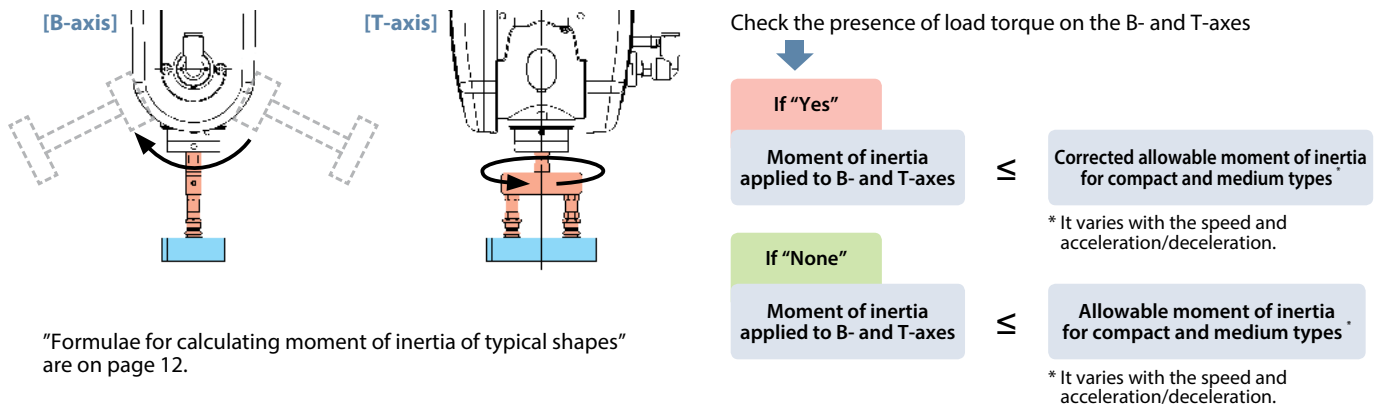 [B-axis]
[T-axis]
"Formulae for calculating moment of inertia of typical shapes"
are on page 12.
Check the presence of load torque on the B- and T-axes
If “Yes”
Moment of inertia
applied to B- and T-axes
≤
Corrected allowable moment of inertia
for compact and medium types *
* It varies with the speed and
acceleration/deceleration.
If “None”
Moment of inertia
applied to B- and T-axes
≤
Allowable moment of inertia
for compact and medium types *
* It varies with the speed and
acceleration/deceleration.